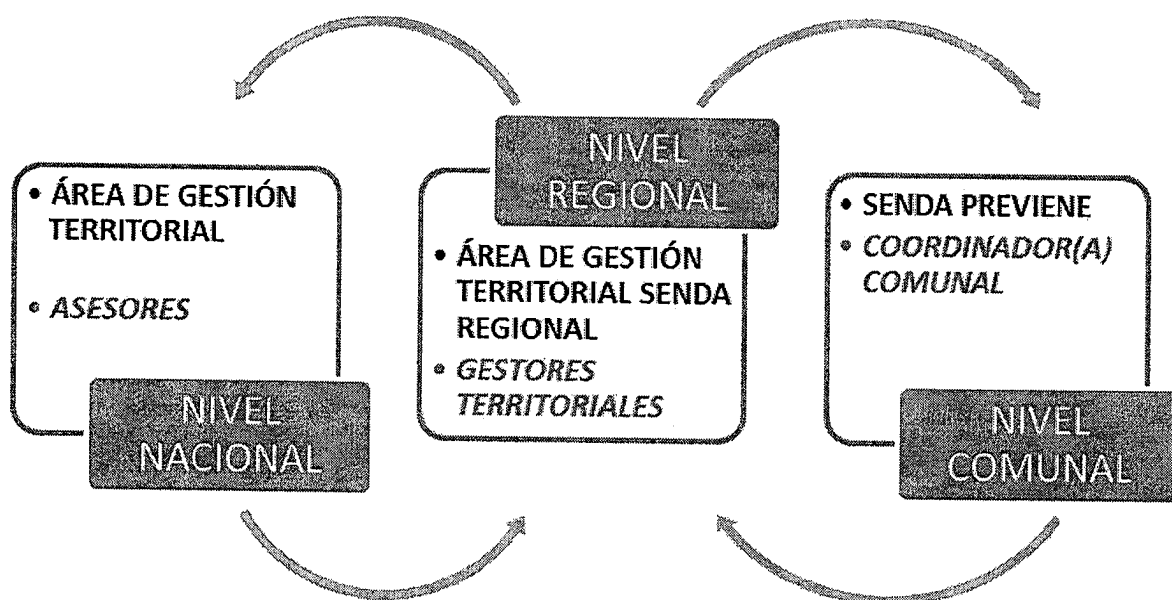 • ÁREA DE GESTIÓN
TERRITORIAL
• ASESORES
NIVEL
NACIONAL
NIVEL
REGIONAL
• ÁREA DE GESTIÓN
TERRITORIAL SENDA
REGIONAL
• GESTORES
TERRITORIALES
• SENDA PREVIENE
• COORDINADOR(A)
COMUNAL
NIVEL
COMUNAL